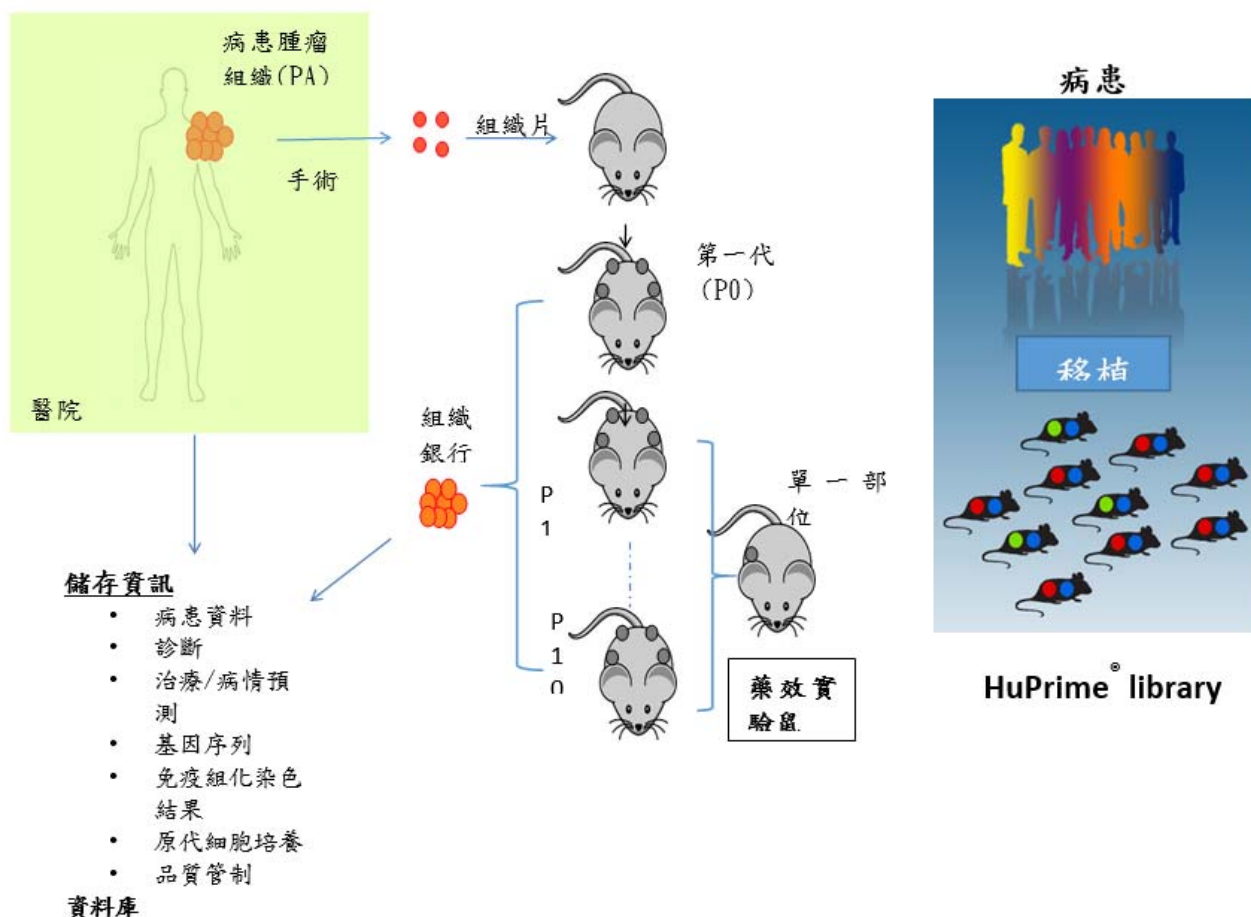 病患腫瘤
組織(PA)
手術
醫院
組織片
第一代
(P0)
組織
銀行
P
1
P
1
0
單一部
位
藥效實
驗鼠
儲存資訊
• 病患資料
• 診斷
• 治療/病情預
測
• 基因序列
• 免疫組化染色
結果
• 原代細胞培養
• 品質管制
資料庫
病患
移植
HuPrime® library